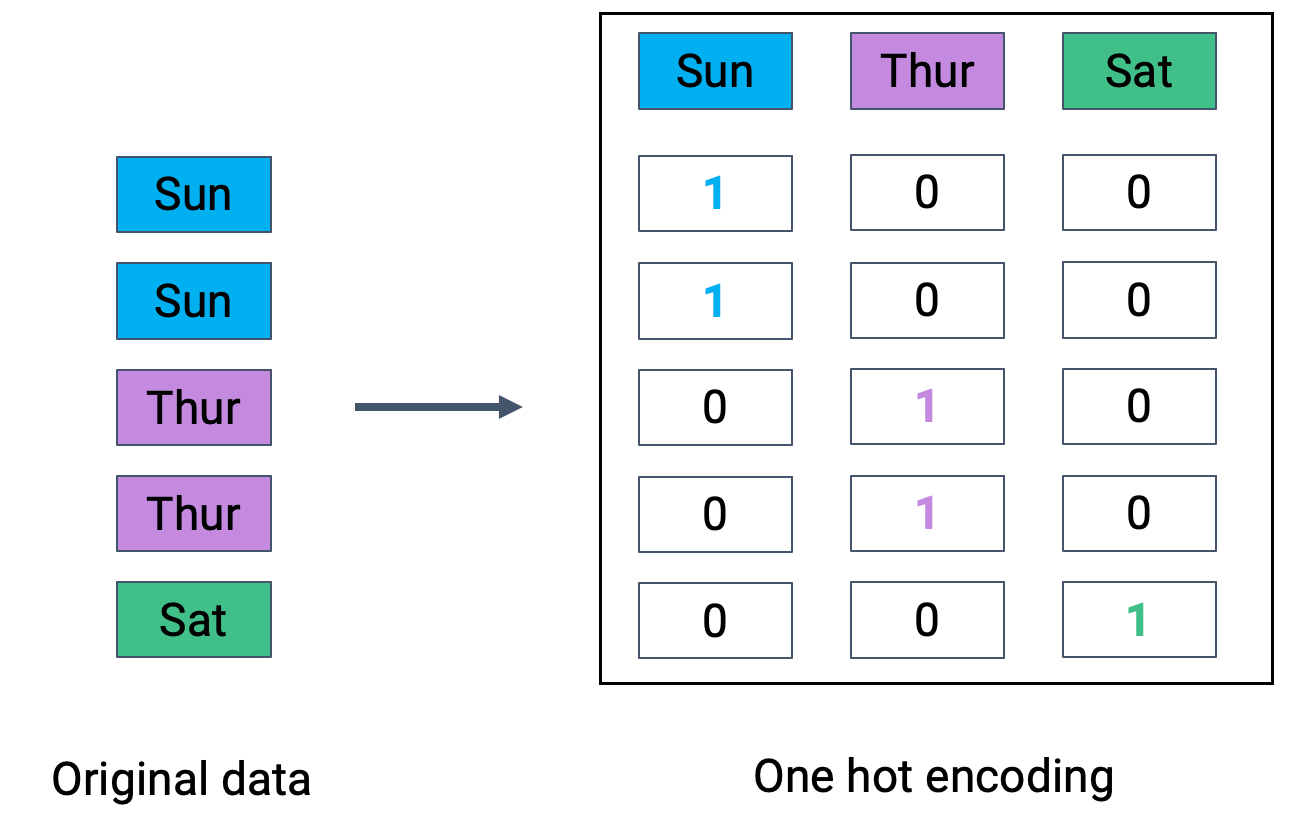 Sun Thur Sat
Sun 1 0 0
Sun 1 0 0
Thur 0 1 0
Thur 0 1 0
Sat 0 0 1
Original data One hot encoding